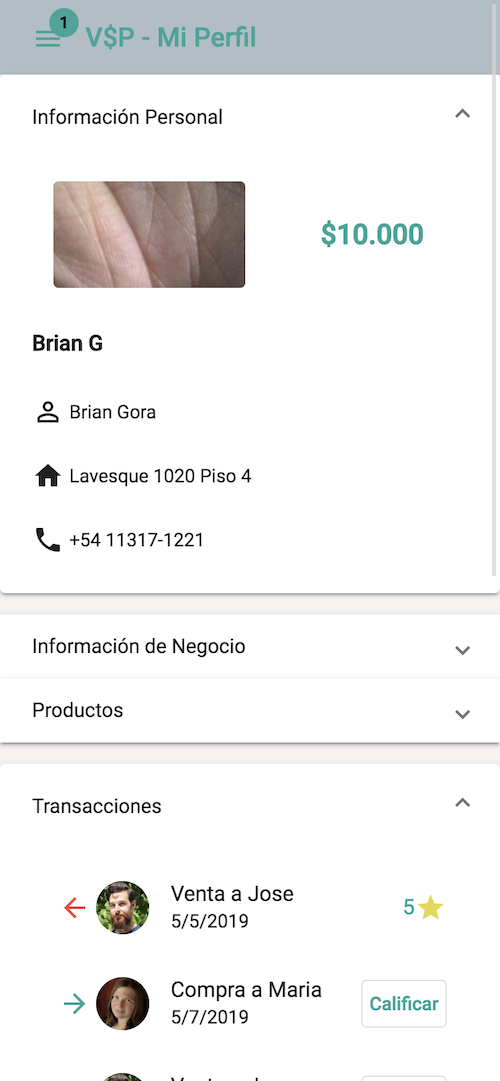 1
V$P - Mi Perfil
Información Personal
$10.000
Brian G
Brian Gora
Lavesque 1020 Piso 4
+54 11317-1221
Información de Negocio
Productos
Transacciones
Venta a Jose
5/5/2019
5
Compra a Maria
5/7/2019
Calificar